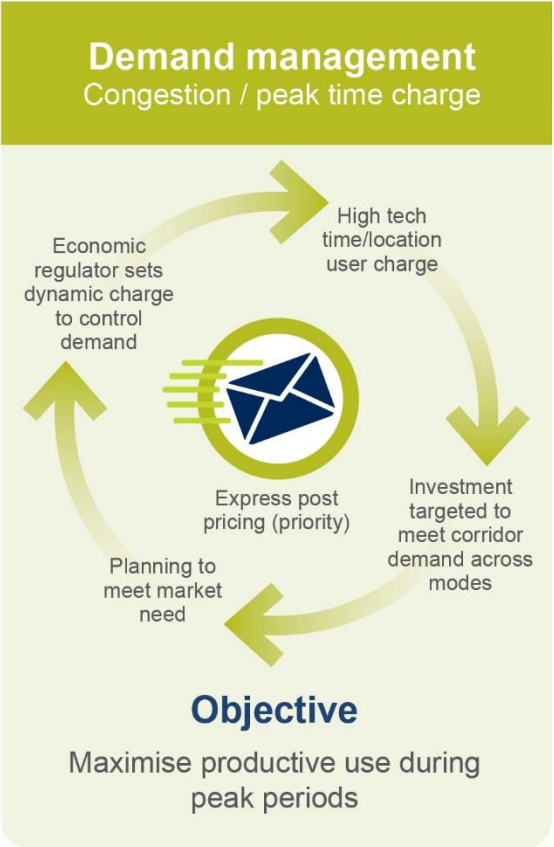 Demand management
Congestion / peak time charge
Economic
regulator sets
dynamic charge
to control
demand
High tech
time/location
user charge
Express post
pricing (priority)
Investment
targeted to
meet corridor
demand across
modes
Planning to
meet market
need
Objective
Maximise productive use during
peak periods